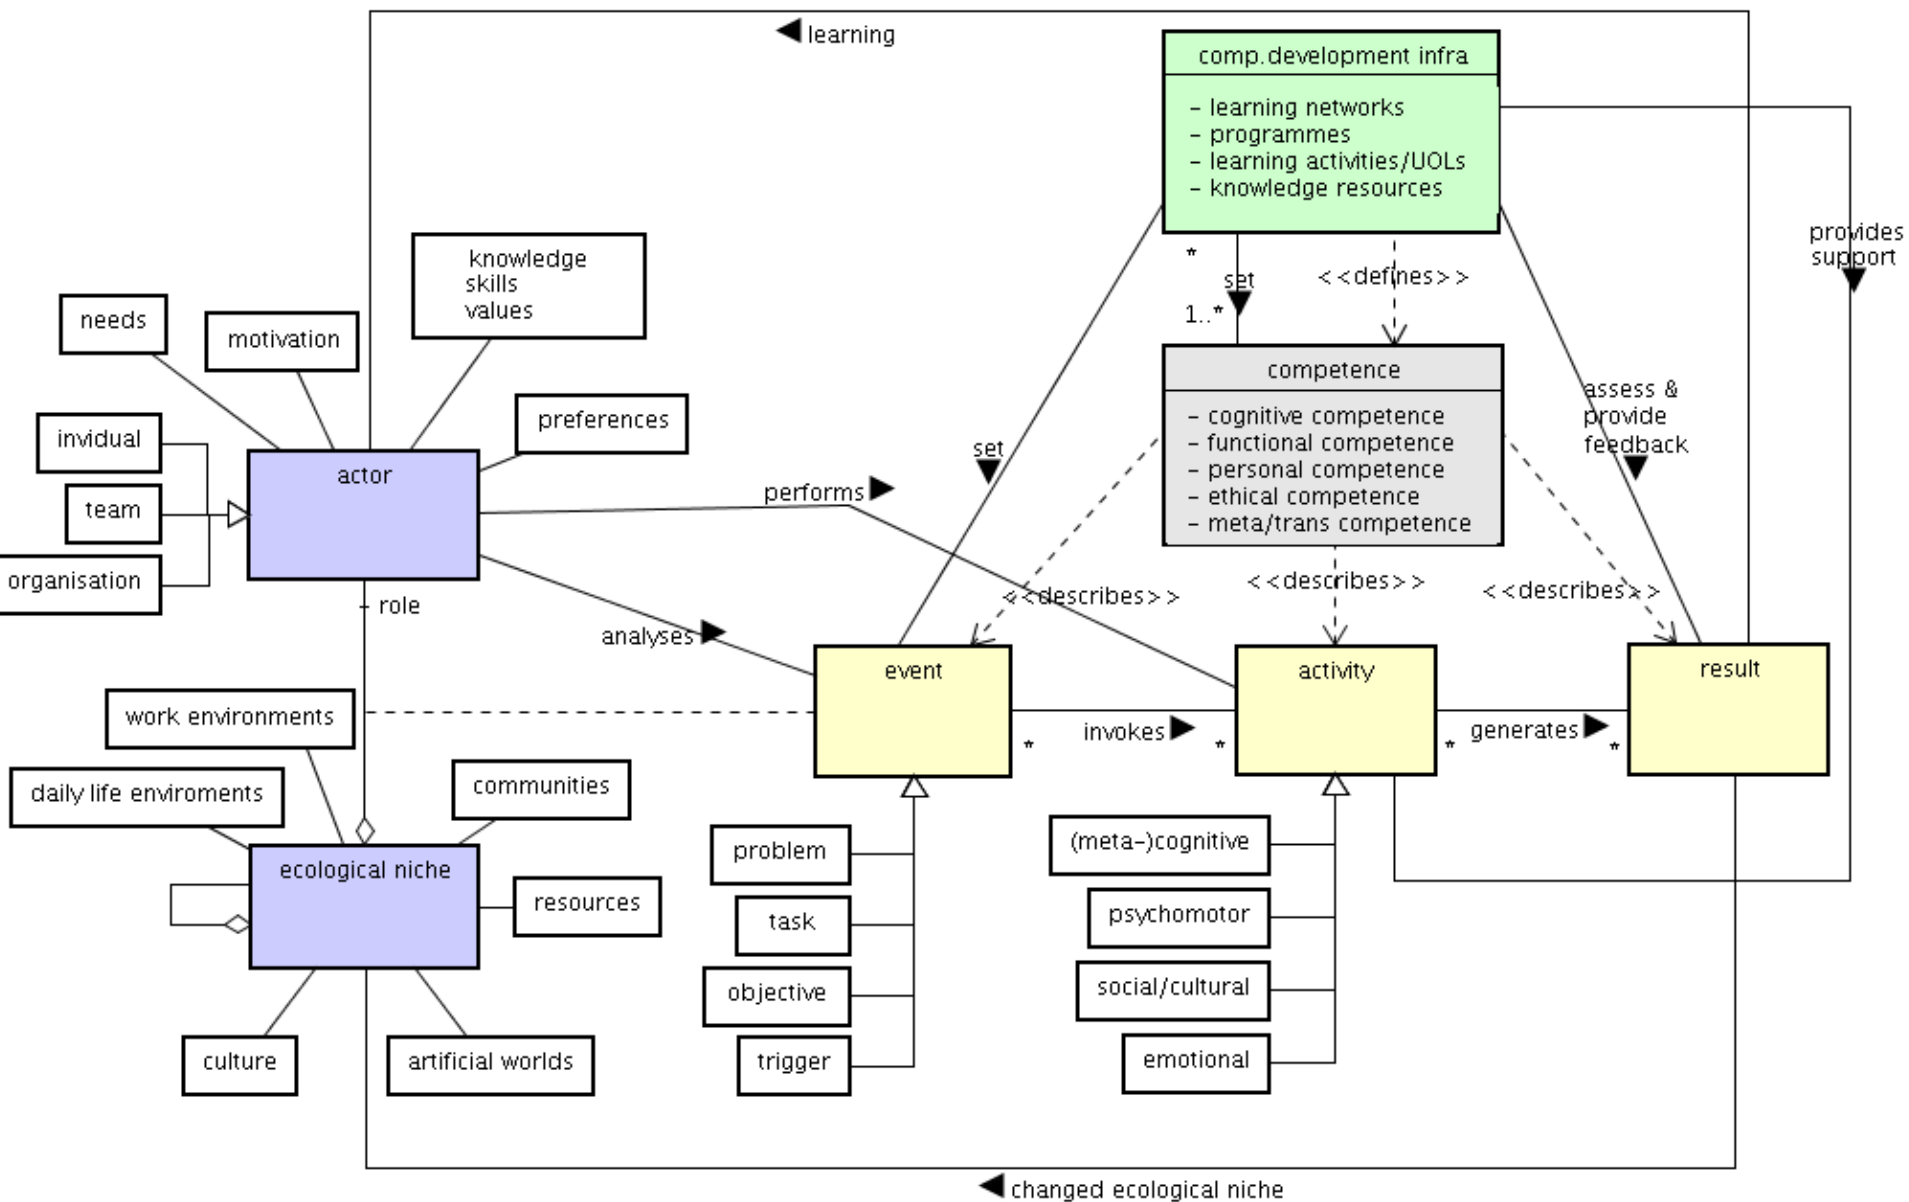 learning
comp.development infra
- learning networks
- programmes
- learning activities/UOLs
- knowledge resources
provides
support
*
set
1..*
<<defines>>
knowledge
skills
values
needs
motivation
preferences
invidual
team
organisation
actor
role
performs
analyses
set
competence
- cognitive competence
- functional competence
- personal competence
- ethical competence
- meta/trans competence
assess &
provide
feedback
<<describes>>
<<describes>>
<<describes>>
event
activity
result
*
invokes
*
*
generates
*
work environments
daily life enviroments
communities
ecological niche
resources
culture
artificial worlds
problem
task
objective
trigger
(meta-)cognitive
psychomotor
social/cultural
emotional
changed ecological niche